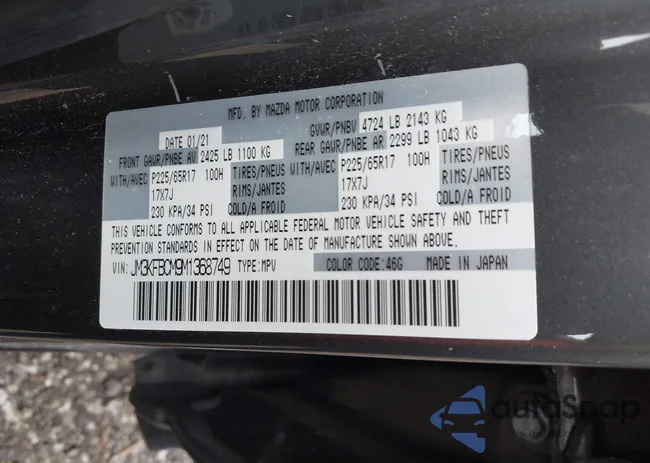 MFD. BY MAZDA MOTOR CORPORATION
DATE 01/21 GVWR/PNBV 4724 LB 2143 KG
FRONT GAWR/PNBE AV 2425 LB 1100 KG REAR GAWR/PNBE AR 2299 LB 1043 KG
WITH/AVEC P225/65R17 100H TIRES/PNEUS WITH/AVEC P225/65R17 100H TIRES/PNEUS
17X7J RIMS/JANTES 17X7J RIMS/JANTES
230 KPA/34 PSI COLD/A FROID 230 KPA/34 PSI COLD/A FROID
THIS VEHICLE CONFORMS TO ALL APPLICABLE FEDERAL MOTOR VEHICLE SAFETY AND THEFT
PREVENTION STANDARDS IN EFFECT ON THE DATE OF MANUFACTURE SHOWN ABOVE.
VIN: JM3KFBCM9M1368749 TYPE: MPV COLOR CODE: 46G MADE IN JAPAN
autoSnap